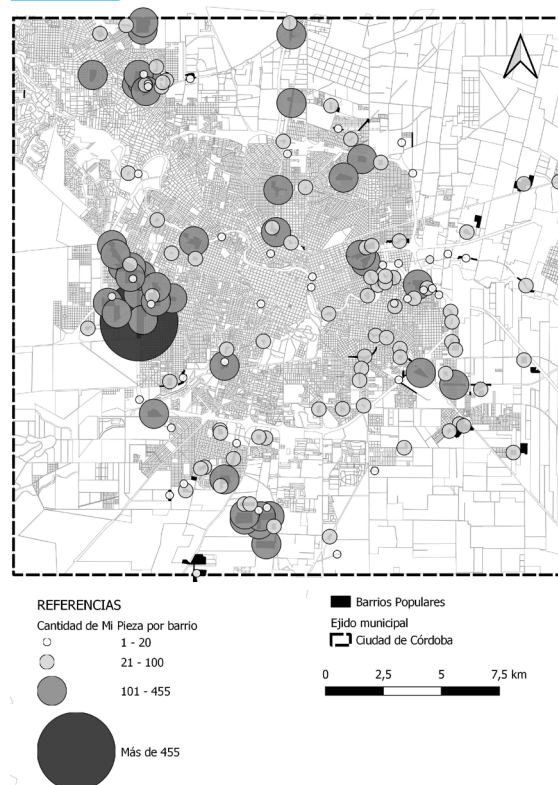 REFERENCIAS
Cantidad de Mi Pieza por barrio
1 - 20
21 - 100
101 - 455
Más de 455
Barrios Populares
Ejido municipal
Ciudad de Córdoba
0 2,5 5 7,5 km